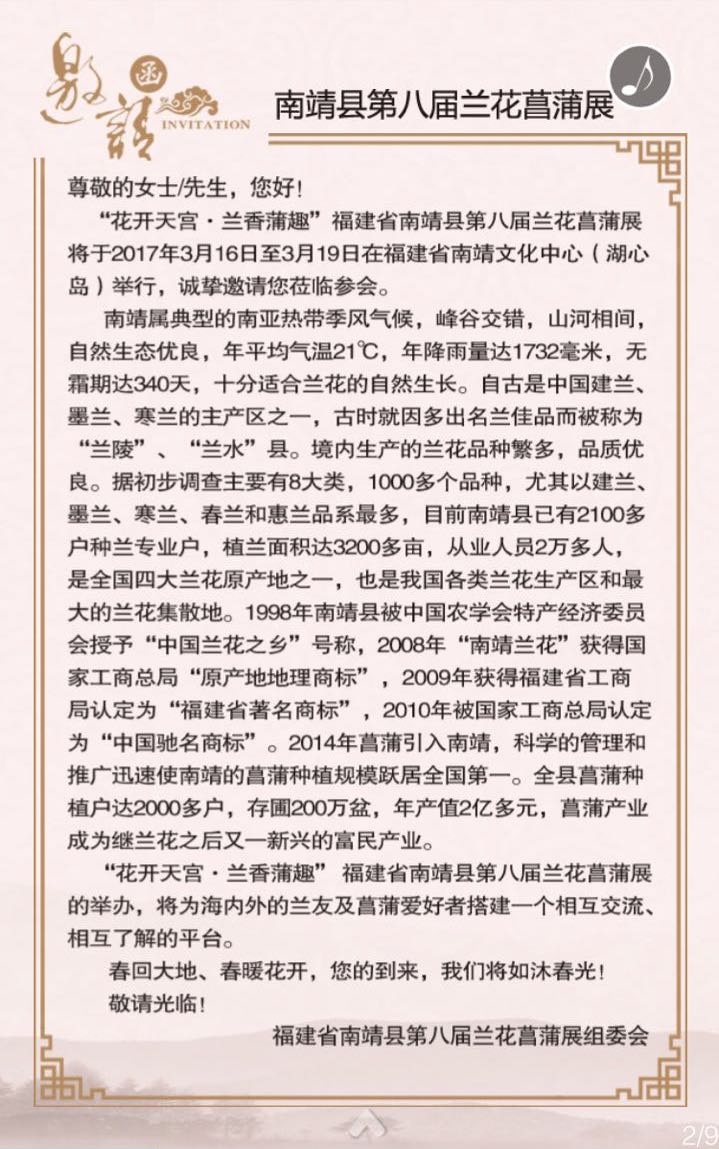 邀請
函
INVITATION
南靖县第八届兰花菖蒲展
尊敬的女士/先生，您好！
“花开天宫·兰香蒲趣”福建省南靖县第八届兰花菖蒲展
将于2017年3月16日至3月19日在福建省南靖文化中心（湖心
岛）举行，诚挚邀请您莅临参会。
南靖属典型的南亚热带季风气候，峰谷交错，山河相间，
自然生态优良，年平均气温21℃，年降雨量达1732毫米，无
霜期达340天，十分适合兰花的自然生长。自古是中国建兰、
墨兰、寒兰的主产区之一，古时就因多出名兰佳品而被称为
“兰陵”、“兰水”县。境内生产的兰花品种繁多，品质优
良。据初步调查主要有8大类，1000多个品种，尤其以建兰、
墨兰、寒兰、春兰和惠兰品系最多，目前南靖县已有2100多
户种兰专业户，植兰面积达3200多亩，从业人员2万多人，
是全国四大兰花原产地之一，也是我国各类兰花生产区和最
大的兰花集散地。1998年南靖县被中国农学会特产经济委员
会授予“中国兰花之乡”号称，2008年“南靖兰花”获得国
家工商总局“原产地地理商标”，2009年获得福建省工商
局认定为“福建省著名商标”，2010年被国家工商总局认定
为“中国驰名商标”。2014年菖蒲引入南靖，科学的管理和
推广迅速使南靖的菖蒲种植规模跃居全国第一。全县菖蒲种
植户达2000多户，存圃200万盆，年产值2亿多元，菖蒲产业
成为继兰花之后又一新兴的富民产业。
“花开天宫·兰香蒲趣” 福建省南靖县第八届兰花菖蒲展
的举办，将为海内外的兰友及菖蒲爱好者搭建一个相互交流、
相互了解的平台。
春回大地、春暖花开，您的到来，我们将如沐春光！
敬请光临！
福建省南靖县第八届兰花菖蒲展组委会
2/9